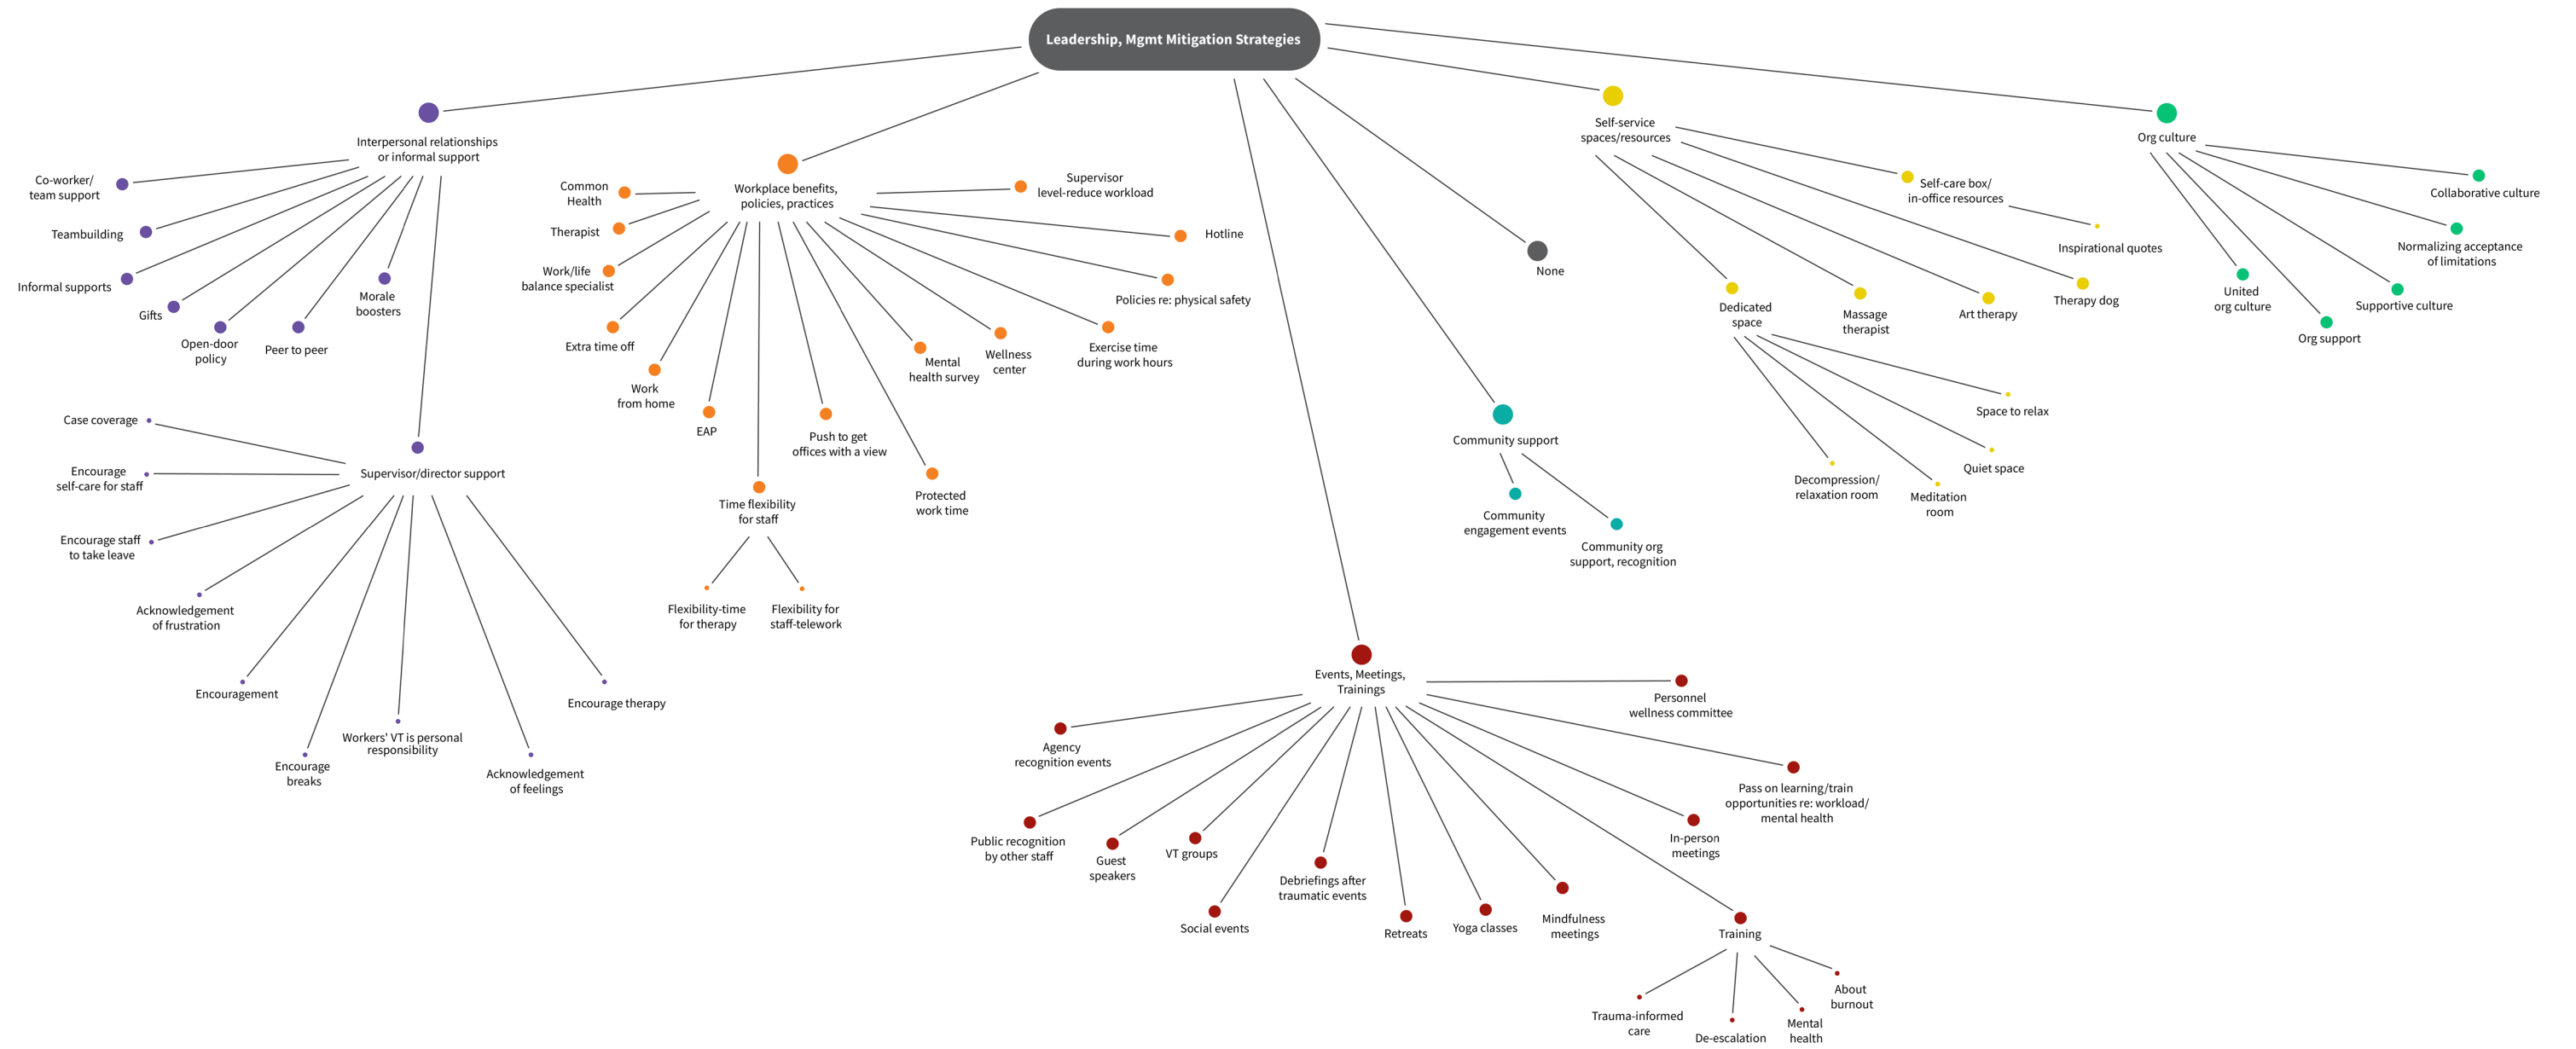 Leadership, Mgmt Mitigation Strategies
Interpersonal relationships
or informal support
Co-worker/
team support
Teambuilding
Informal supports
Gifts
Open-door
policy
Peer to peer
Morale
boosters
Supervisor/director support
Case coverage
Encourage
self-care for staff
Encourage staff
to take leave
Acknowledgement
of frustration
Encouragement
Encourage
breaks
Workers' VT is personal
responsibility
Acknowledgement
of feelings
Encourage therapy
Workplace benefits,
policies, practices
Common
Health
Therapist
Work/life
balance specialist
Extra time off
Work
from home
EAP
Time flexibility
for staff
Flexibility-time
for therapy
Flexibility for
staff-telework
Push to get
offices with a view
Protected
work time
Mental
health survey
Wellness
center
Exercise time
during work hours
Policies re: physical safety
Hotline
Supervisor
level-reduce workload
None
Community support
Community
engagement events
Community org
support, recognition
Events, Meetings,
Trainings
Agency
recognition events
Public recognition
by other staff
Guest
speakers
VT groups
Social events
Debriefings after
traumatic events
Retreats
Yoga classes
Mindfulness
meetings
Training
Trauma-informed
care
De-escalation
Mental
health
About
burnout
In-person
meetings
Pass on learning/train
opportunities re: workload/
mental health
Personnel
wellness committee
Self-service
spaces/resources
Self-care box/
in-office resources
Inspirational quotes
Therapy dog
Art therapy
Massage
therapist
Dedicated
space
Space to relax
Quiet space
Meditation
room
Decompression/
relaxation room
Org culture
Collaborative culture
Normalizing acceptance
of limitations
Supportive culture
Org support
United
org culture